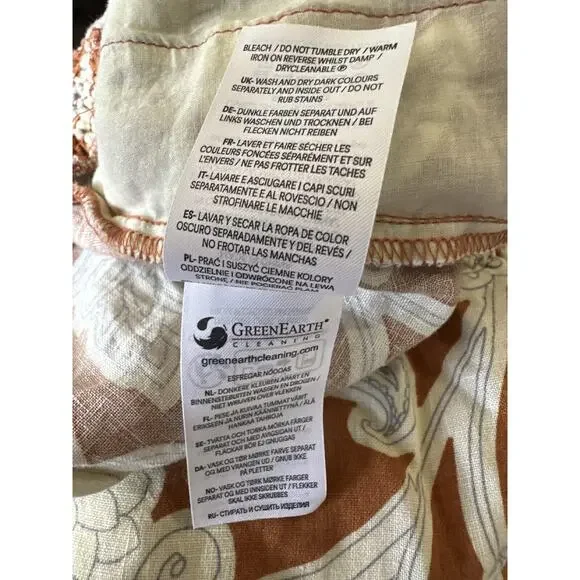 BLEACH / DO NOT TUMBLE DRY / WARM
IRON ON REVERSE WHILST DAMP /
DRYCLEANABLE Ⓟ
UK- WASH AND DRY DARK COLOURS
SEPARATELY AND INSIDE OUT / DO NOT
RUB STAINS
DE- DUNKLE FARBEN SEPARAT UND AUF
LINKS WASCHEN UND TROCKNEN / BEI
FLECKEN NICHT REIBEN
FR- LAVER ET FAIRE SÉCHER LES
COULEURS FONCÉES SÉPARÉMENT ET SUR
L'ENVERS / NE PAS FROTTER LES TACHES
IT- LAVARE E ASCIUGARE I CAPI SCURI
SEPARATAMENTE E AL ROVESCIO / NON
STROFINARE LE MACCHIE
ES- LAVAR Y SECAR LA ROPA DE COLOR
OSCURO SEPARADAMENTE Y DEL REVÉS /
NO FROTAR LAS MANCHAS
PL- PRAĆ I SUSZYĆ CIEMNE KOLORY
ODDZIELNIE I ODWRÓCONE NA LEWĄ
STRONĘ / NIE POCIERAĆ PLAM
GREENEARTH®
CLEANING
greenearthcleaning.com
ESFREGAR NÓDOAS
NL- DONKERE KLEUREN APART EN
BINNENSTEBUITEN WASSEN EN DROGEN /
NIET WRIJVEN OVER VLEKKEN
FL- PESE JA KUIVAA TUMMAT VÄRIT
ERIKSEEN JA NURIN KÄÄNNETTYNÄ / ÄLÄ
HANKAA TAHROJA
SE- TVÄTTA OCH TORKA MÖRKA FÄRGER
SEPARAT OCH MED AVIGSIDAN UT /
FLÄCKAR BÖR EJ GNUGGAS
DA- VASK OG TØR MØRKE FARVE SEPARAT
OG MED VRANGEN UD / GNUB IKKE
PÅ PLETTER
NO- VASK OG TØRK MØRKE FARGER
SEPARAT OG MED INNSIDEN UT / FLEKKER
SKAL IKKE SKRUBBES
RU- СТИРАТЬ И СУШИТЬ ИЗДЕЛИЯ